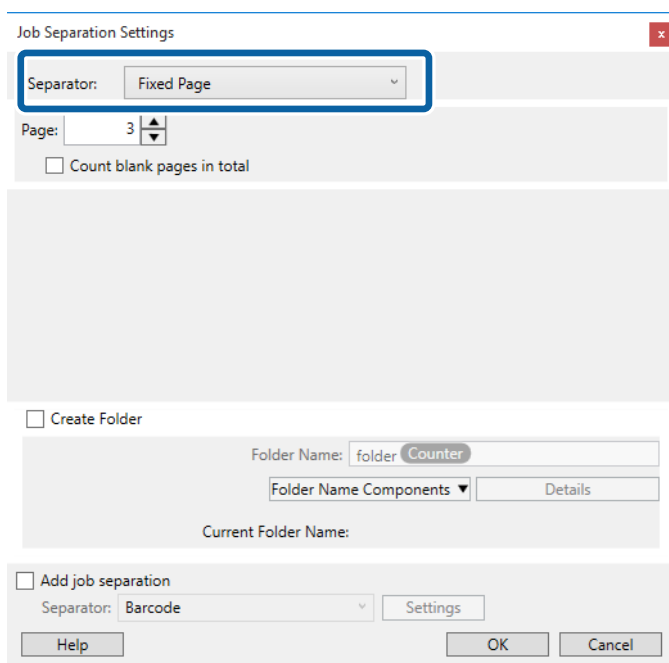 Job Separation Settings
x
Separator: Fixed Page
Page: 3
Count blank pages in total
Create Folder
Folder Name: folder Counter
Folder Name Components Details
Current Folder Name:
Add job separation
Separator: Barcode Settings
Help OK Cancel